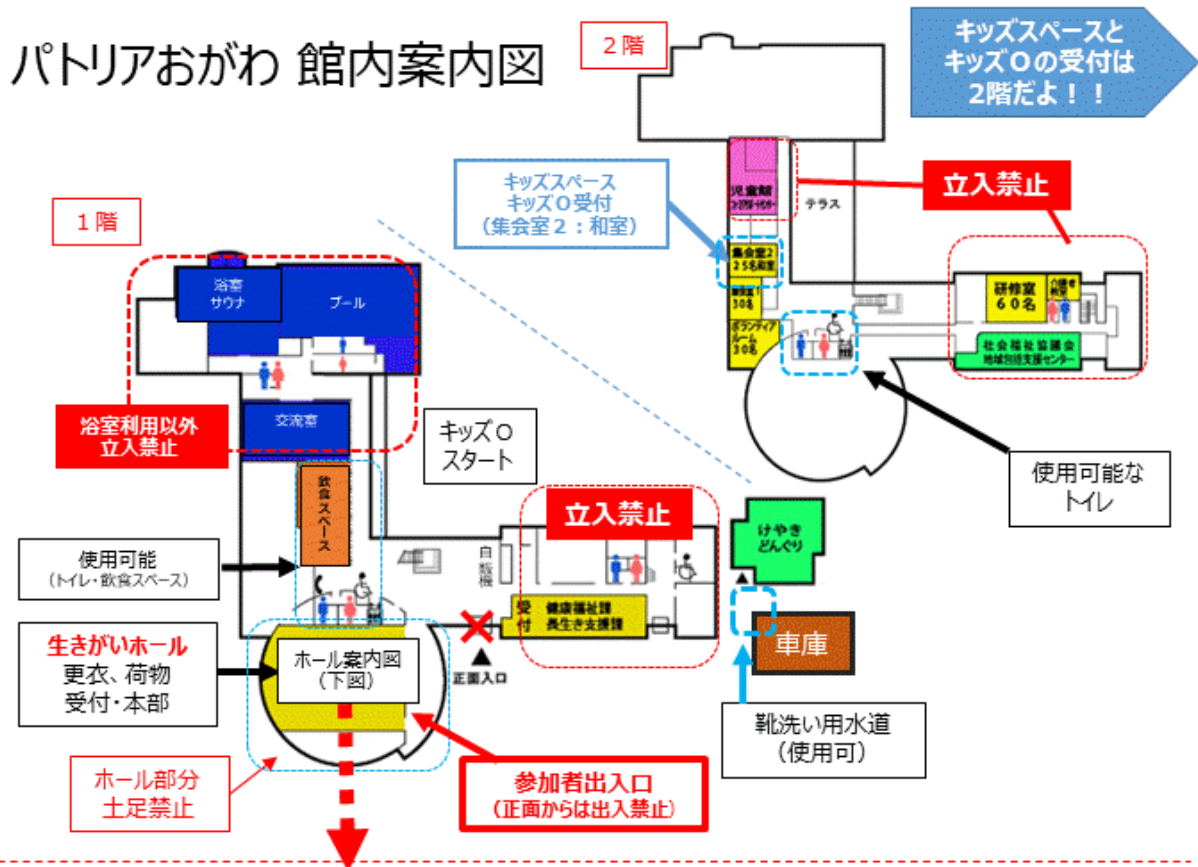 パトリアおがわ 館内案内図
2階
キッズスペースと
キッズOの受付は
2階だよ!!
キッズスペース
キッズO受付
(集会室2:和室)
児童館
立入禁止
テラス
集会室2
25名和室
30名
ボランティア
ルーム
30名
研修室
60名
社会福祉協議会
地域包括支援センター
使用可能な
トイレ
1階
浴室
サウナ
プール
浴室利用以外
立入禁止
交流室
キッズO
スタート
飲食スペース
使用可能
(トイレ・飲食スペース)
自販機
立入禁止
受付
健康福祉課
長生き支援課
けやき
どんぐり
車庫
生きがいホール
更衣、荷物
受付・本部
ホール案内図
(下図)
正面入口
靴洗い用水道
(使用可)
ホール部分
土足禁止
参加者出入口
(正面からは出入禁止)